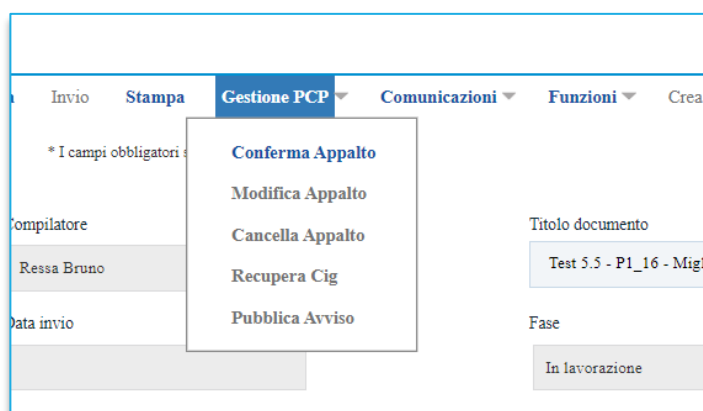 Invio Stampa Gestione PCP Comunicazioni Funzioni
* I campi obbligatori
Conferma Appalto
Modifica Appalto
Cancella Appalto
Recupera Cig
Pubblica Avviso
Compilatore Titolo documento
Ressa Bruno Test 5.5 - P1_16 -
Data invio Fase
In lavorazione